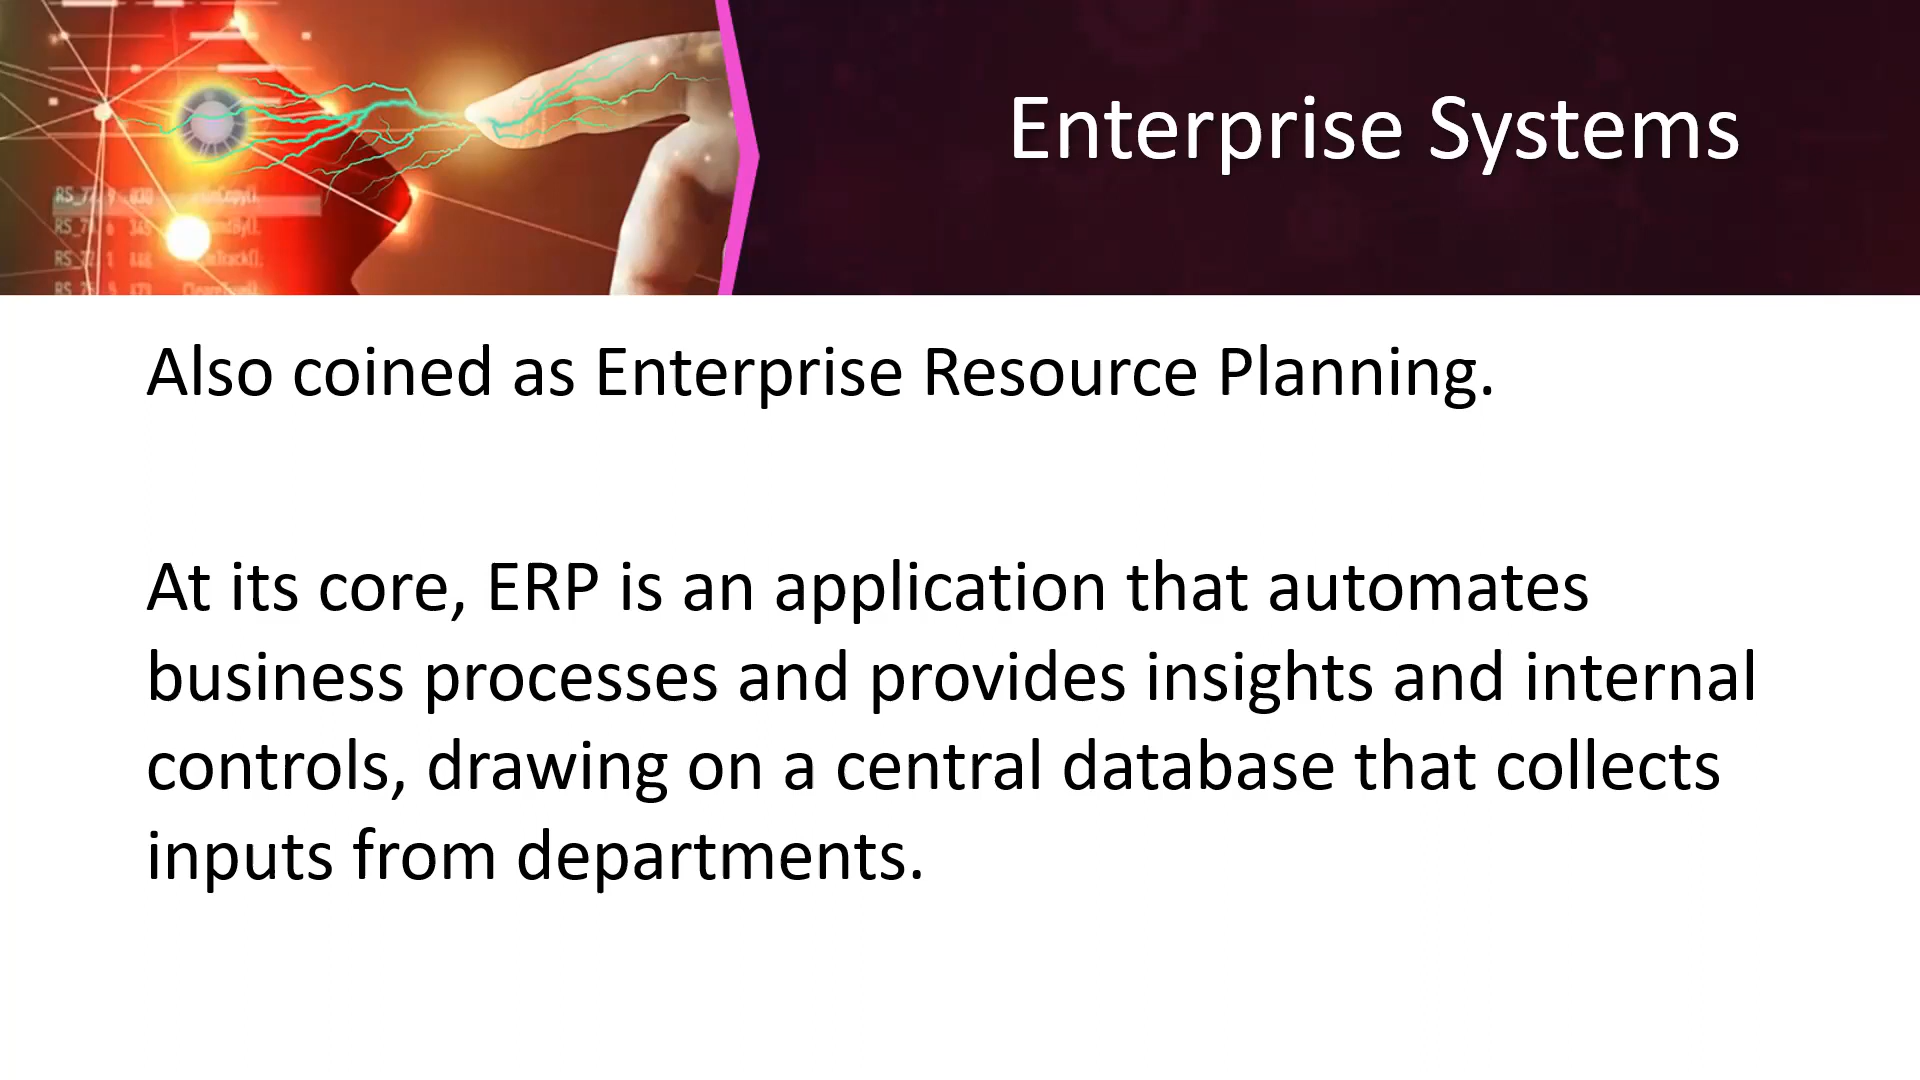 Enterprise Systems
Also coined as Enterprise Resource Planning.
At its core, ERP is an application that automates
business processes and provides insights and internal
controls, drawing on a central database that collects
inputs from departments.